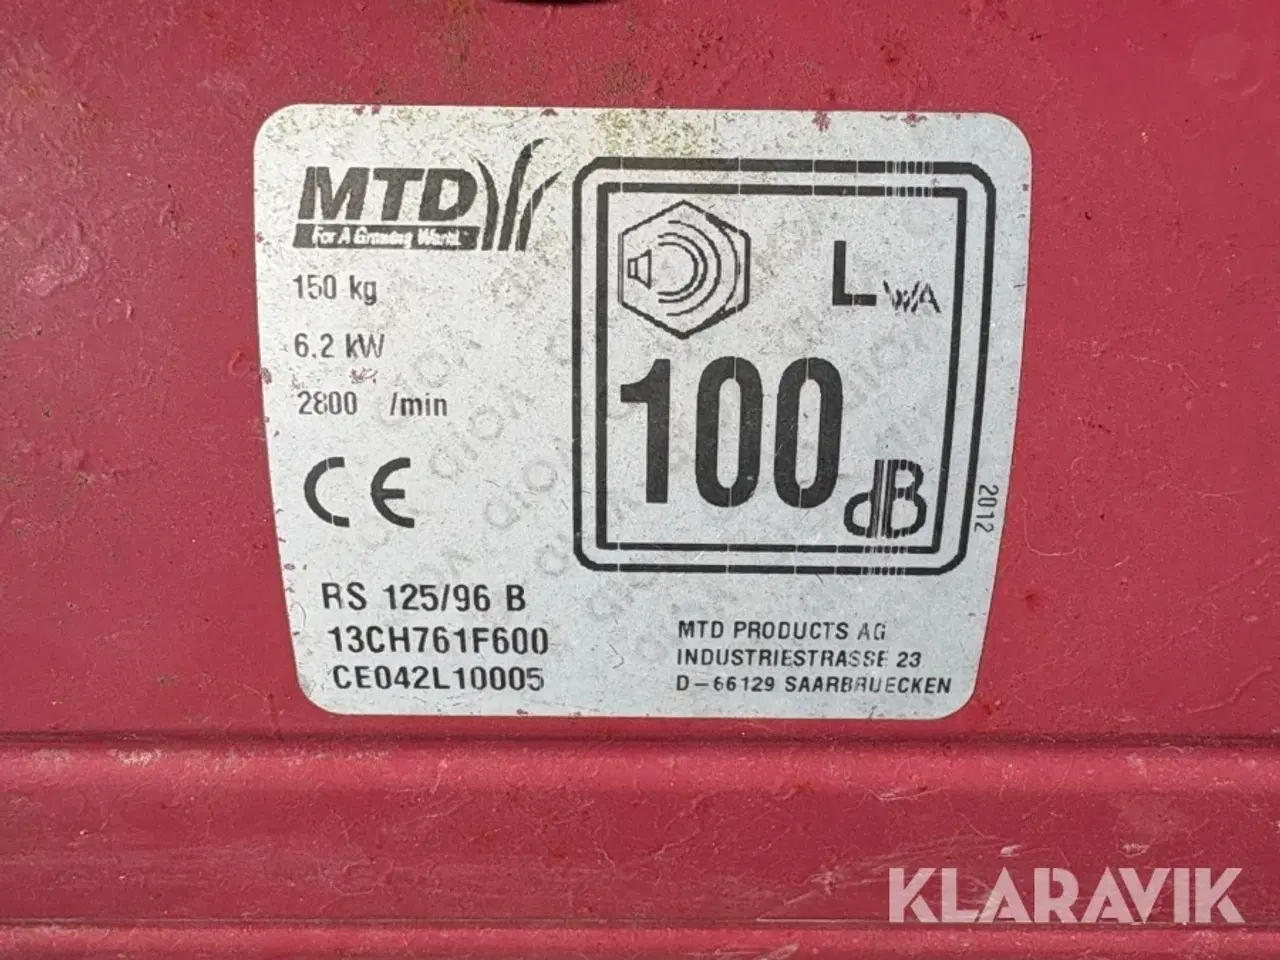 MTD
For A Growing World.
150 kg
6.2 kW
2800 /min
CE
LWA
100
dB
2012
RS 125/96 B
13CH761F600
CE042L10005
MTD PRODUCTS AG
INDUSTRIESTRASSE 23
D-66129 SAARBRUECKEN
KLARAVIK